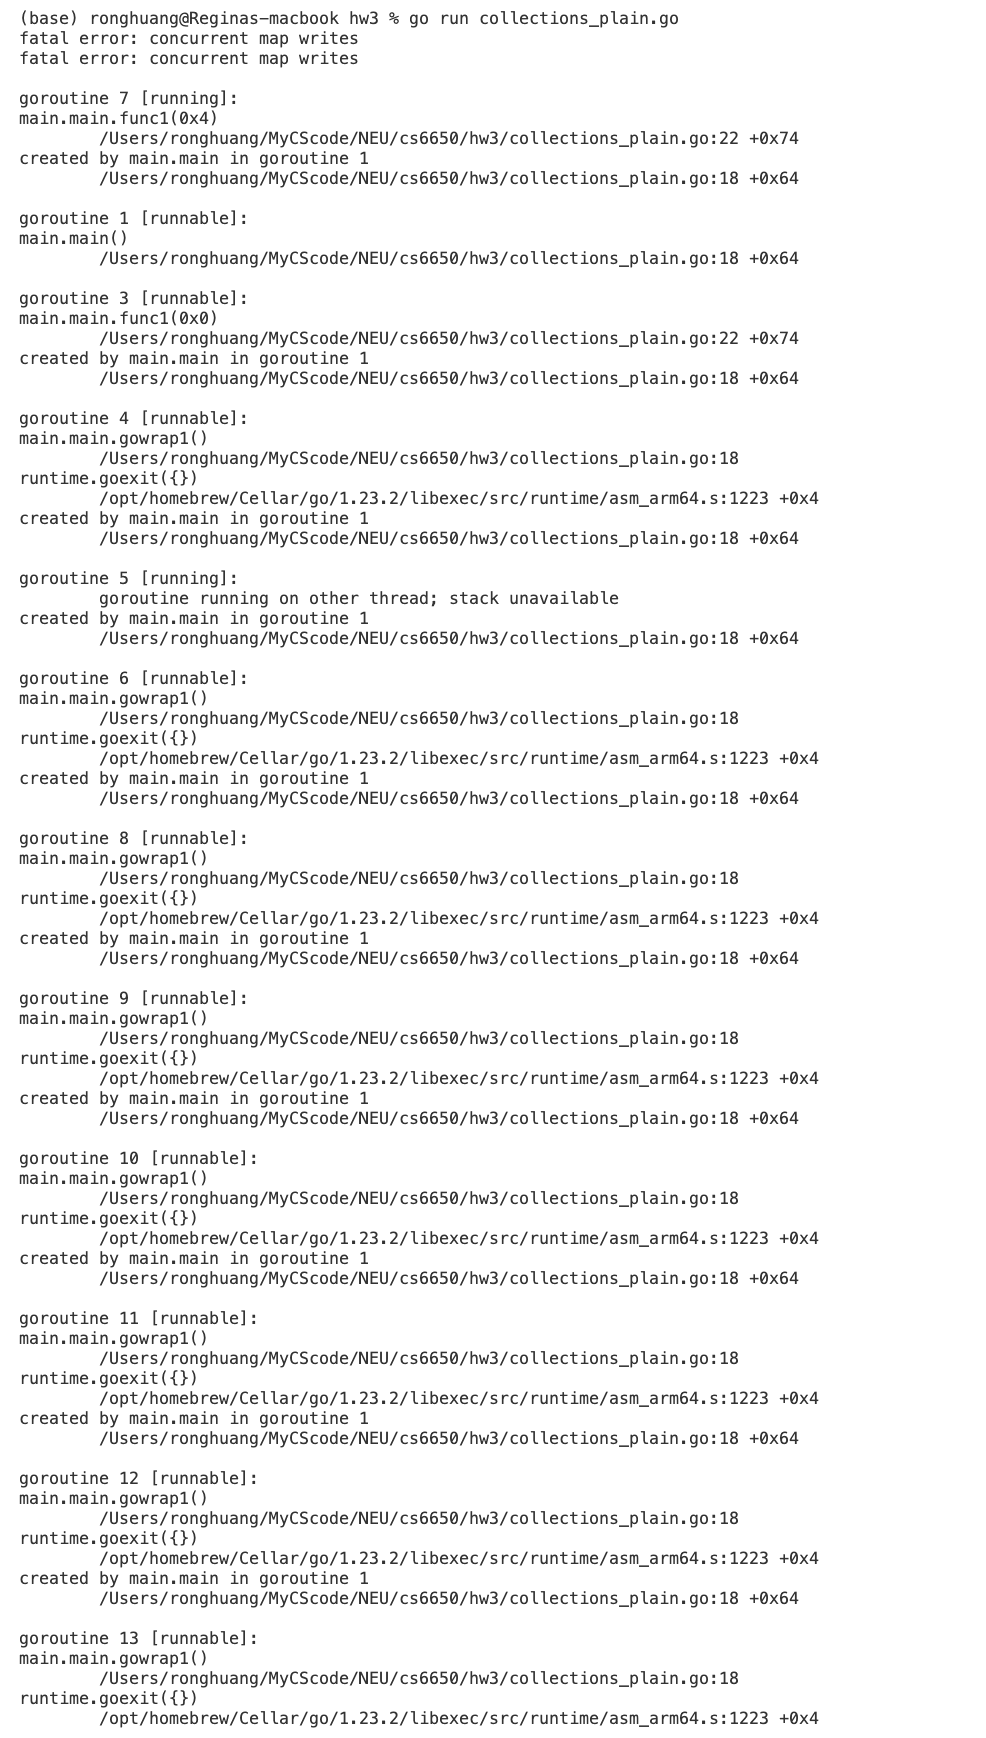 (base) ronghuang@Reginas-macbook hw3 % go run collections_plain.go
fatal error: concurrent map writes
fatal error: concurrent map writes

goroutine 7 [running]:
main.main.func1(0x4)
        /Users/ronghuang/MyCScode/NEU/cs6650/hw3/collections_plain.go:22 +0x74
created by main.main in goroutine 1
        /Users/ronghuang/MyCScode/NEU/cs6650/hw3/collections_plain.go:18 +0x64

goroutine 1 [runnable]:
main.main()
        /Users/ronghuang/MyCScode/NEU/cs6650/hw3/collections_plain.go:18 +0x64

goroutine 3 [runnable]:
main.main.func1(0x0)
        /Users/ronghuang/MyCScode/NEU/cs6650/hw3/collections_plain.go:22 +0x74
created by main.main in goroutine 1
        /Users/ronghuang/MyCScode/NEU/cs6650/hw3/collections_plain.go:18 +0x64

goroutine 4 [runnable]:
main.main.gowrap1()
        /Users/ronghuang/MyCScode/NEU/cs6650/hw3/collections_plain.go:18
runtime.goexit({})
        /opt/homebrew/Cellar/go/1.23.2/libexec/src/runtime/asm_arm64.s:1223 +0x4
created by main.main in goroutine 1
        /Users/ronghuang/MyCScode/NEU/cs6650/hw3/collections_plain.go:18 +0x64

goroutine 5 [running]:
        goroutine running on other thread; stack unavailable
created by main.main in goroutine 1
        /Users/ronghuang/MyCScode/NEU/cs6650/hw3/collections_plain.go:18 +0x64

goroutine 6 [runnable]:
main.main.gowrap1()
        /Users/ronghuang/MyCScode/NEU/cs6650/hw3/collections_plain.go:18
runtime.goexit({})
        /opt/homebrew/Cellar/go/1.23.2/libexec/src/runtime/asm_arm64.s:1223 +0x4
created by main.main in goroutine 1
        /Users/ronghuang/MyCScode/NEU/cs6650/hw3/collections_plain.go:18 +0x64

goroutine 8 [runnable]:
main.main.gowrap1()
        /Users/ronghuang/MyCScode/NEU/cs6650/hw3/collections_plain.go:18
runtime.goexit({})
        /opt/homebrew/Cellar/go/1.23.2/libexec/src/runtime/asm_arm64.s:1223 +0x4
created by main.main in goroutine 1
        /Users/ronghuang/MyCScode/NEU/cs6650/hw3/collections_plain.go:18 +0x64

goroutine 9 [runnable]:
main.main.gowrap1()
        /Users/ronghuang/MyCScode/NEU/cs6650/hw3/collections_plain.go:18
runtime.goexit({})
        /opt/homebrew/Cellar/go/1.23.2/libexec/src/runtime/asm_arm64.s:1223 +0x4
created by main.main in goroutine 1
        /Users/ronghuang/MyCScode/NEU/cs6650/hw3/collections_plain.go:18 +0x64

goroutine 10 [runnable]:
main.main.gowrap1()
        /Users/ronghuang/MyCScode/NEU/cs6650/hw3/collections_plain.go:18
runtime.goexit({})
        /opt/homebrew/Cellar/go/1.23.2/libexec/src/runtime/asm_arm64.s:1223 +0x4
created by main.main in goroutine 1
        /Users/ronghuang/MyCScode/NEU/cs6650/hw3/collections_plain.go:18 +0x64

goroutine 11 [runnable]:
main.main.gowrap1()
        /Users/ronghuang/MyCScode/NEU/cs6650/hw3/collections_plain.go:18
runtime.goexit({})
        /opt/homebrew/Cellar/go/1.23.2/libexec/src/runtime/asm_arm64.s:1223 +0x4
created by main.main in goroutine 1
        /Users/ronghuang/MyCScode/NEU/cs6650/hw3/collections_plain.go:18 +0x64

goroutine 12 [runnable]:
main.main.gowrap1()
        /Users/ronghuang/MyCScode/NEU/cs6650/hw3/collections_plain.go:18
runtime.goexit({})
        /opt/homebrew/Cellar/go/1.23.2/libexec/src/runtime/asm_arm64.s:1223 +0x4
created by main.main in goroutine 1
        /Users/ronghuang/MyCScode/NEU/cs6650/hw3/collections_plain.go:18 +0x64

goroutine 13 [runnable]:
main.main.gowrap1()
        /Users/ronghuang/MyCScode/NEU/cs6650/hw3/collections_plain.go:18
runtime.goexit({})
        /opt/homebrew/Cellar/go/1.23.2/libexec/src/runtime/asm_arm64.s:1223 +0x4